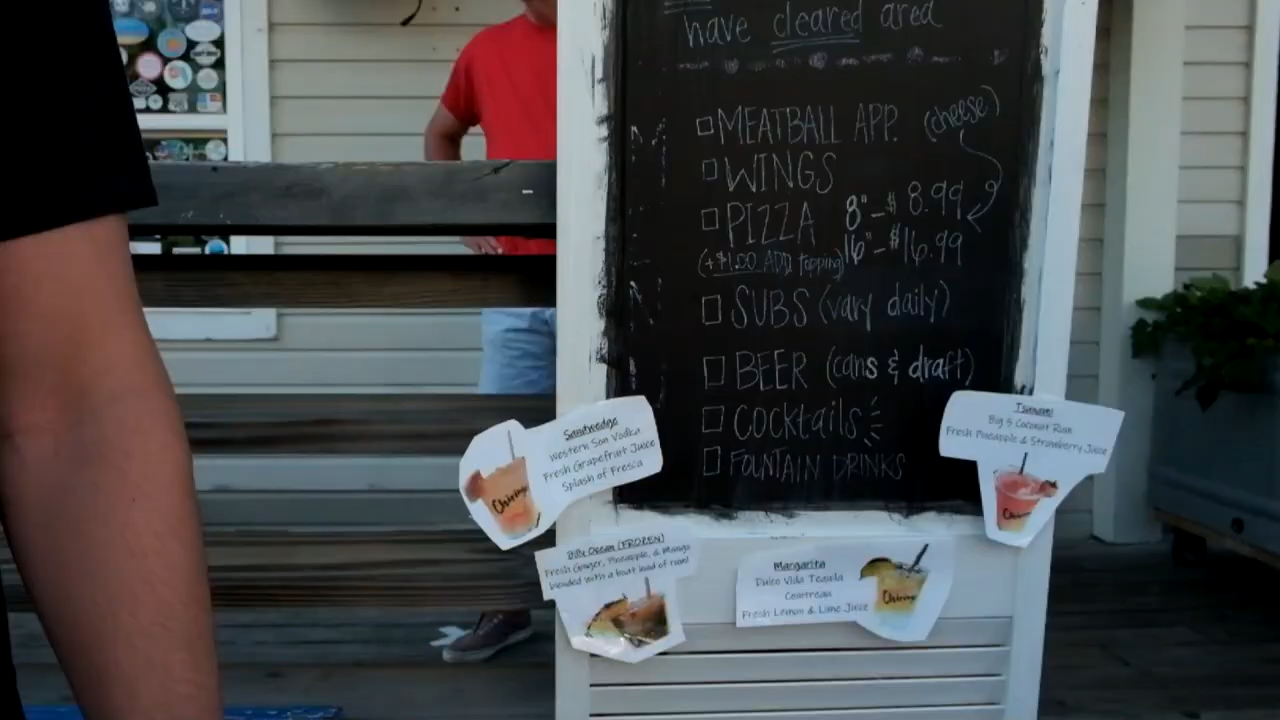 have cleared area
MEATBALL APP. (cheese)
WINGS
PIZZA 8"-$8.99
16"-$16.99
(+$1.00 ADD topping)
SUBS (vary daily)
BEER (cans & draft)
COCKtails
FOUNTAIN DRINKS
Sandwedge
Western Son Vodka
Fresh Grapefruit Juice
Splash of Fresca
Tsunami
Big 5 Coconut Rum
Fresh Pineapple & Strawberry Juice
Billy Ocean (FROZEN)
Fresh Ginger, Pineapple, & Mango
blended with a boat load of rum!
Margarita
Dulce Vida Tequila
Cointreau
Fresh Lemon & Lime Juice